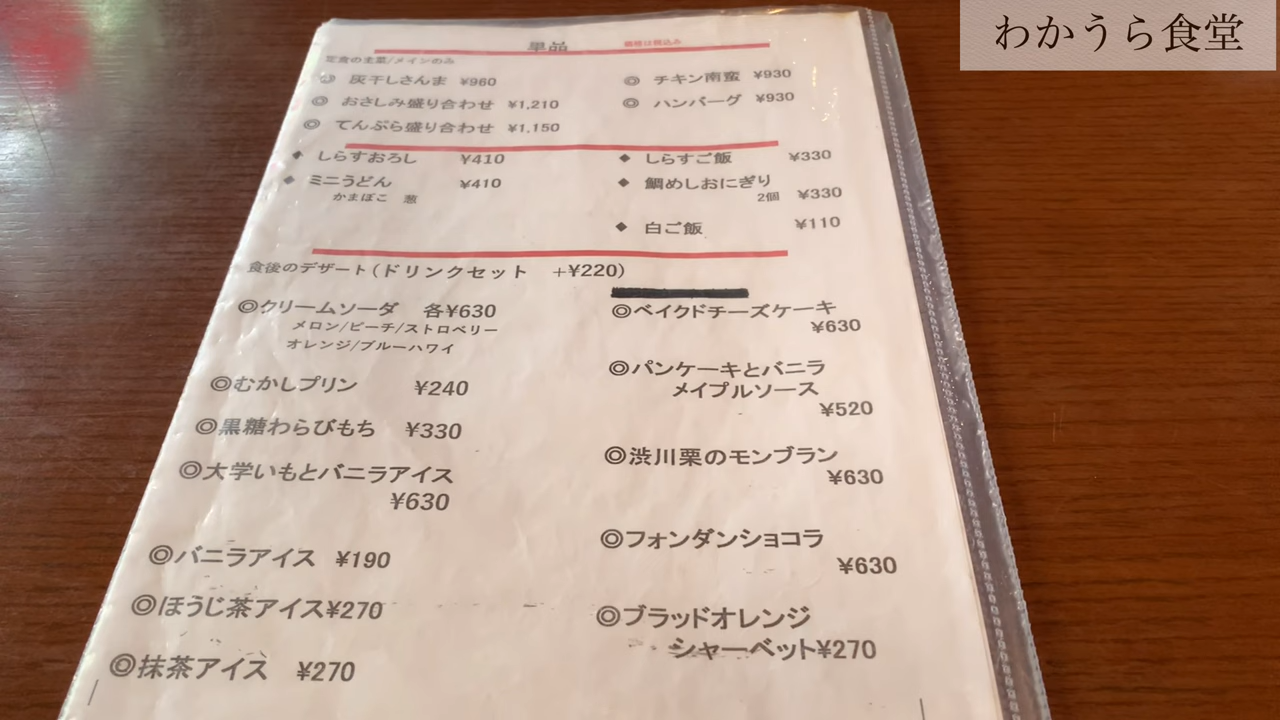 わかうら食堂
単品 価格は税込み
定食の主菜/メインのみ
◎ 灰干しさんま ¥960
◎ おさしみ盛り合わせ ¥1,210
◎ てんぷら盛り合わせ ¥1,150
◎ チキン南蛮 ¥930
◎ ハンバーグ ¥930
◆ しらすおろし ¥410
◆ ミニうどん ¥410
かまぼこ 葱
◆ しらすご飯 ¥330
◆ 鯛めしおにぎり
2個 ¥330
◆ 白ご飯 ¥110
食後のデザート(ドリンクセット +¥220)
◎クリームソーダ 各¥630
メロン/ピーチ/ストロベリー
オレンジ/ブルーハワイ
◎むかしプリン ¥240
◎黒糖わらびもち ¥330
◎大学いもとバニラアイス
¥630
◎バニラアイス ¥190
◎ほうじ茶アイス¥270
◎抹茶アイス ¥270
◎ベイクドチーズケーキ
¥630
◎パンケーキとバニラ
メイプルソース
¥520
◎渋川栗のモンブラン
¥630
◎フォンダンショコラ
¥630
◎ブラッドオレンジ
シャーベット¥270